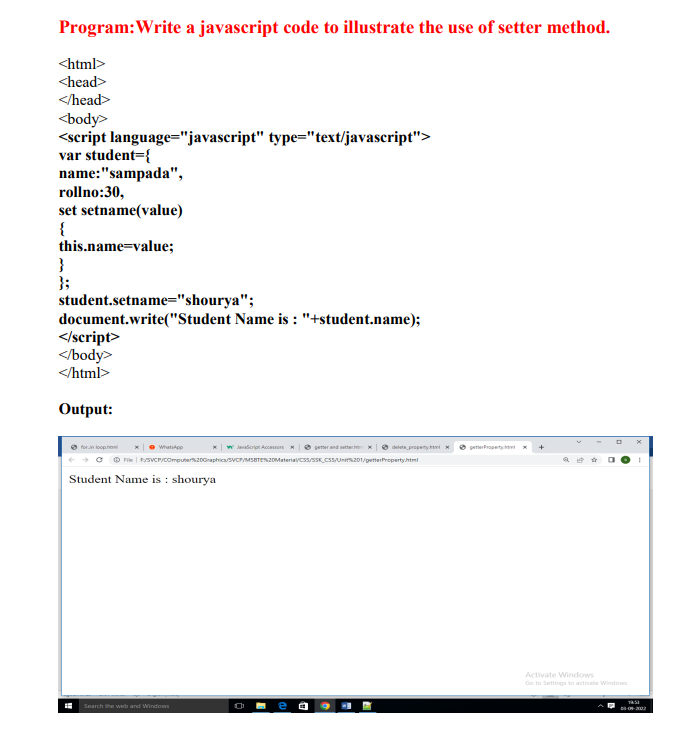 Program:Write a javascript code to illustrate the use of setter method.
<html>
<head>
</head>
<body>
<script language="javascript" type="text/javascript">
var student={
name:"sampada",
rollno:30,
set setname(value)
{
this.name=value;
}
};
student.setname="shourya";
document.write("Student Name is : "+student.name);
</script>
</body>
</html>
Output:
for..in loop.html WhatsApp JavaScript Accessors getter and setter.html delete_property.html getterProperty.html
File | F:/SVCP/COmputer%20Graphics/SVCP/MSBTE%20Material/CSS/SSK_CSS/Unit%201/getterProperty.html
Student Name is : shourya
Activate Windows
Go to Settings to activate Windows.
Search the web and Windows
19:53
03-09-2022